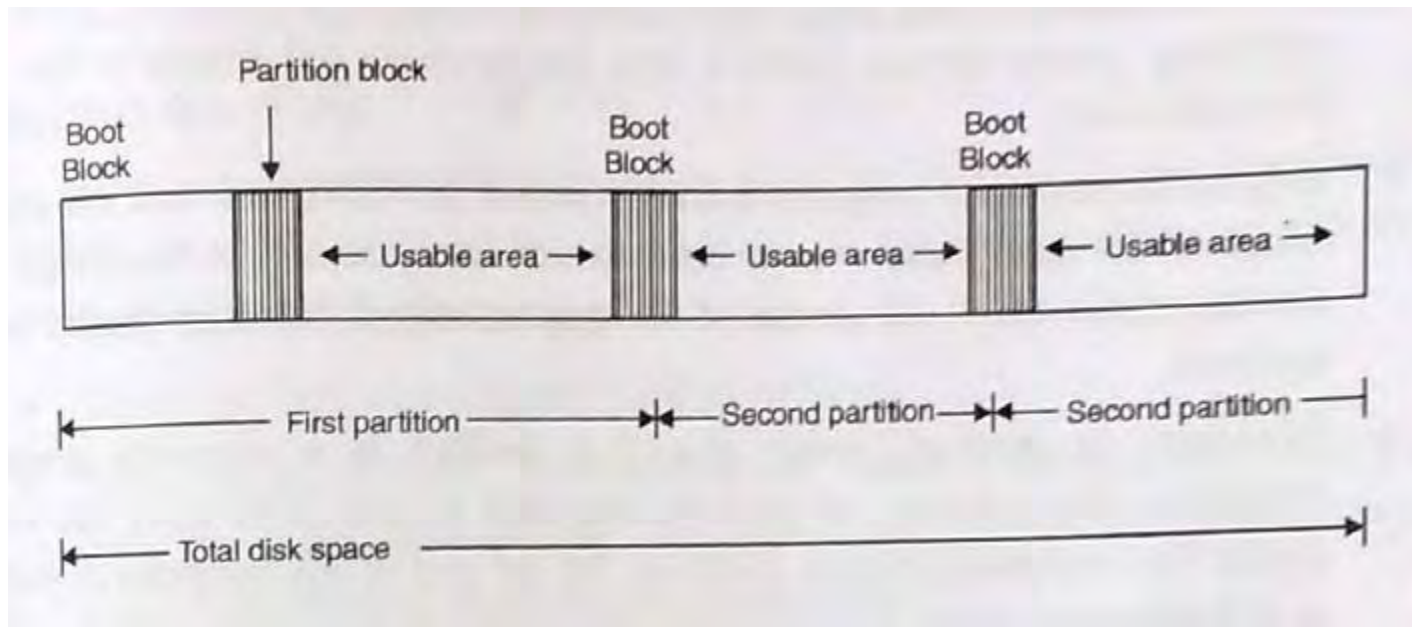 Partition block
Boot
Block
Boot
Block
Boot
Block
Usable area
Usable area
Usable area
First partition
Second partition
Second partition
Total disk space